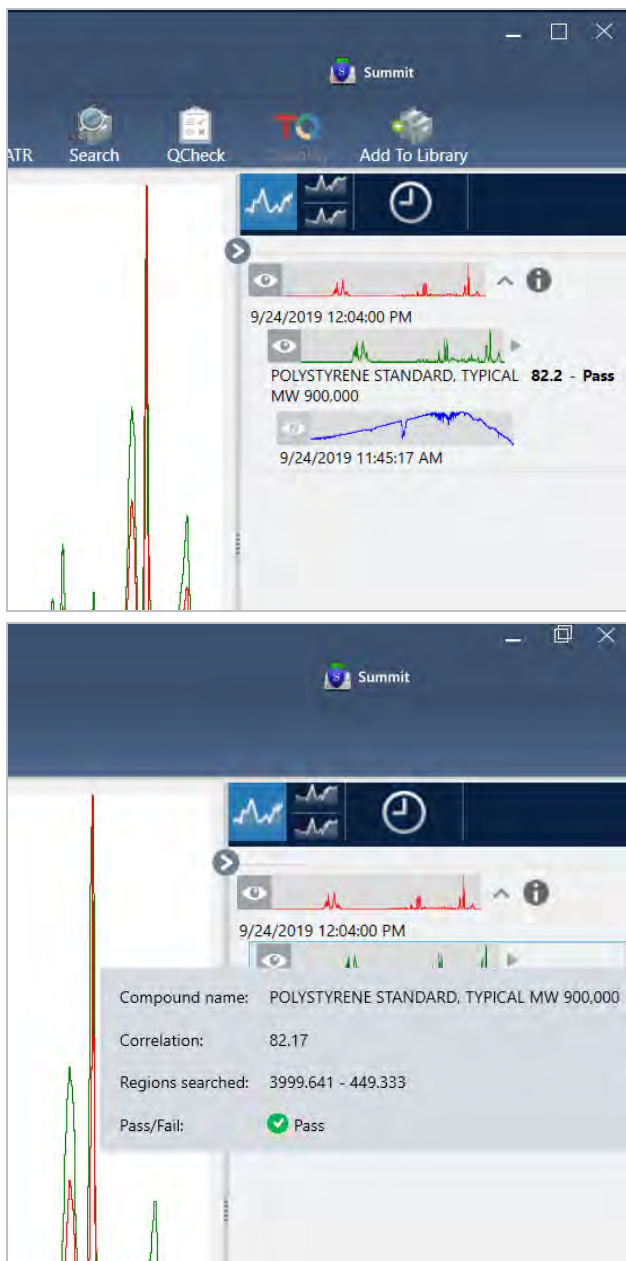 Summit
ATR Search QCheck Add To Library
9/24/2019 12:04:00 PM
POLYSTYRENE STANDARD, TYPICAL 82.2 - Pass
MW 900,000
9/24/2019 11:45:17 AM
Summit
9/24/2019 12:04:00 PM
Compound name: POLYSTYRENE STANDARD, TYPICAL MW 900,000
Correlation: 82.17
Regions searched: 3999.641 - 449.333
Pass/Fail: Pass